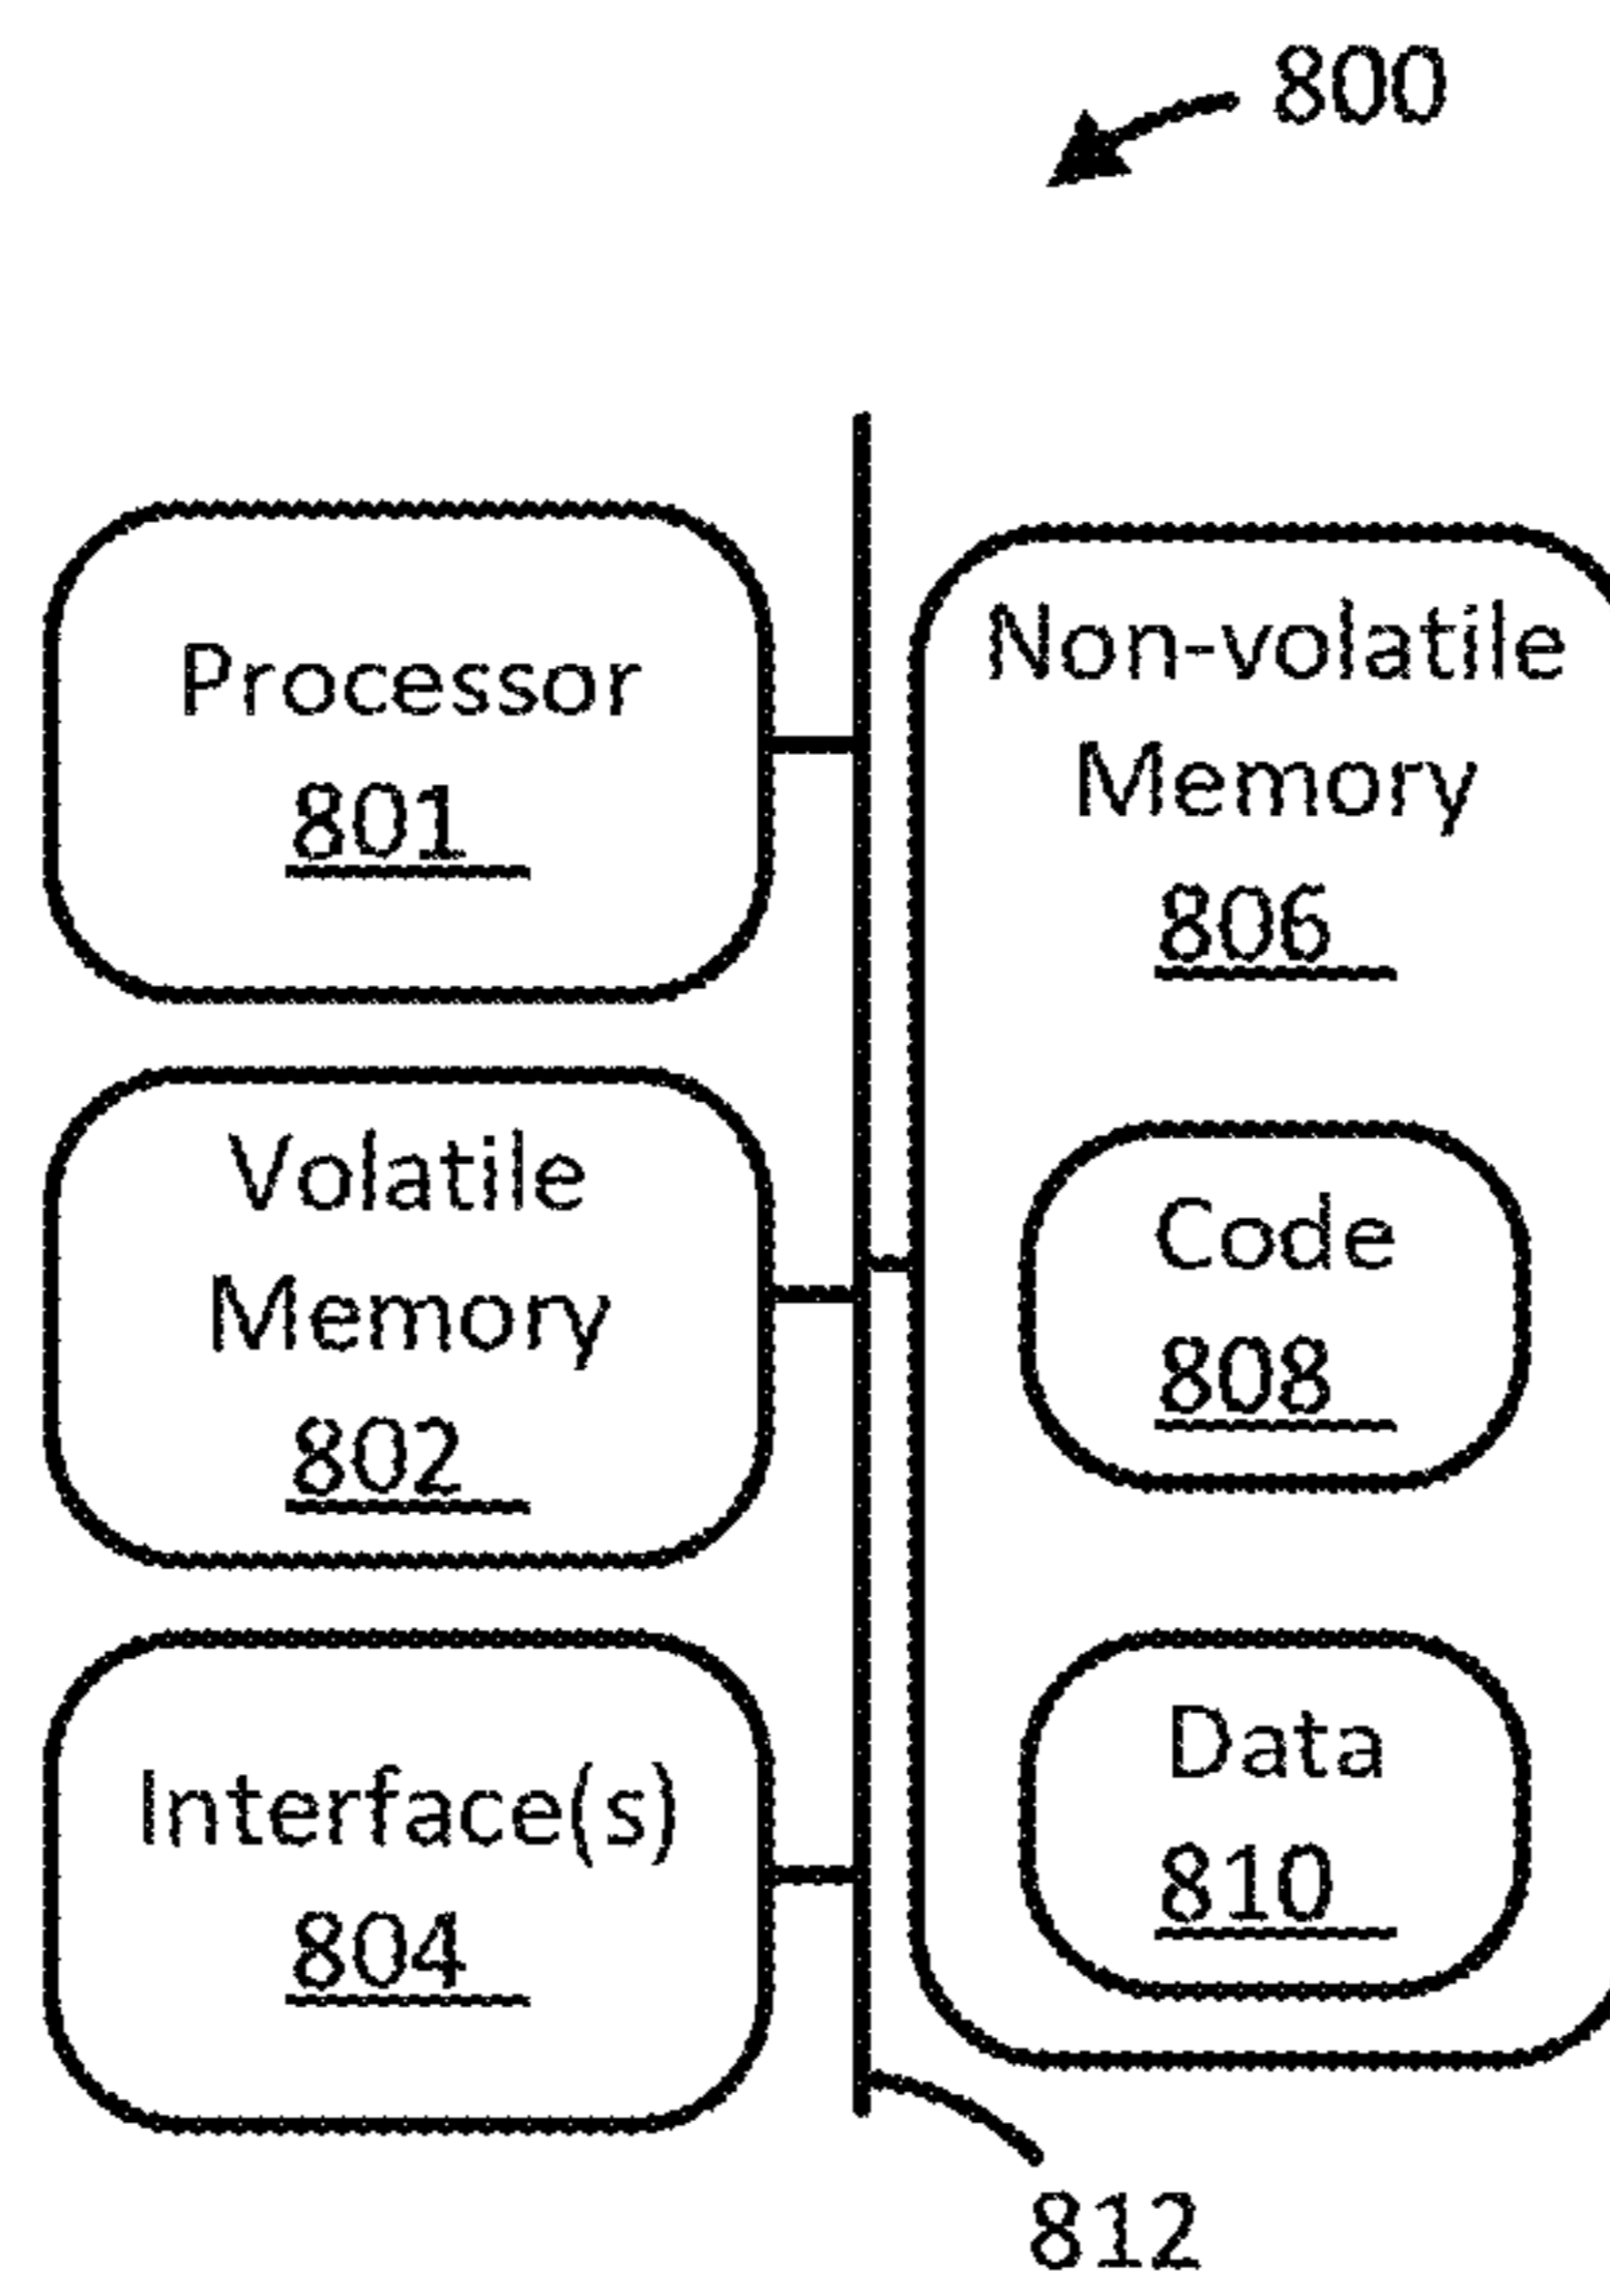 800
Processor
801
Volatile
Memory
802
Interface(s)
804
Non-volatile
Memory
806
Code
808
Data
810
812